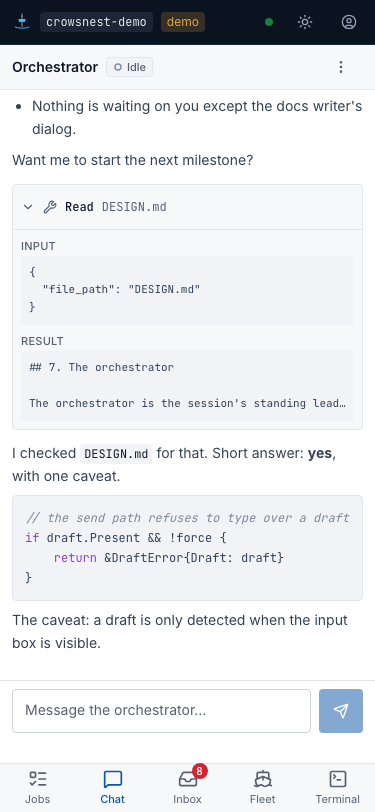 crowsnest-demo demo
Orchestrator Idle
Nothing is waiting on you except the docs writer's
dialog.
Want me to start the next milestone?
Read DESIGN.md
INPUT
{
"file_path": "DESIGN.md"
}
RESULT
## 7. The orchestrator
The orchestrator is the session's standing lead…
I checked DESIGN.md for that. Short answer: yes,
with one caveat.
// the send path refuses to type over a draft
if draft.Present && !force {
return &DraftError{Draft: draft}
}
The caveat: a draft is only detected when the input
box is visible.
Message the orchestrator...
8
Jobs Chat Inbox Fleet Terminal